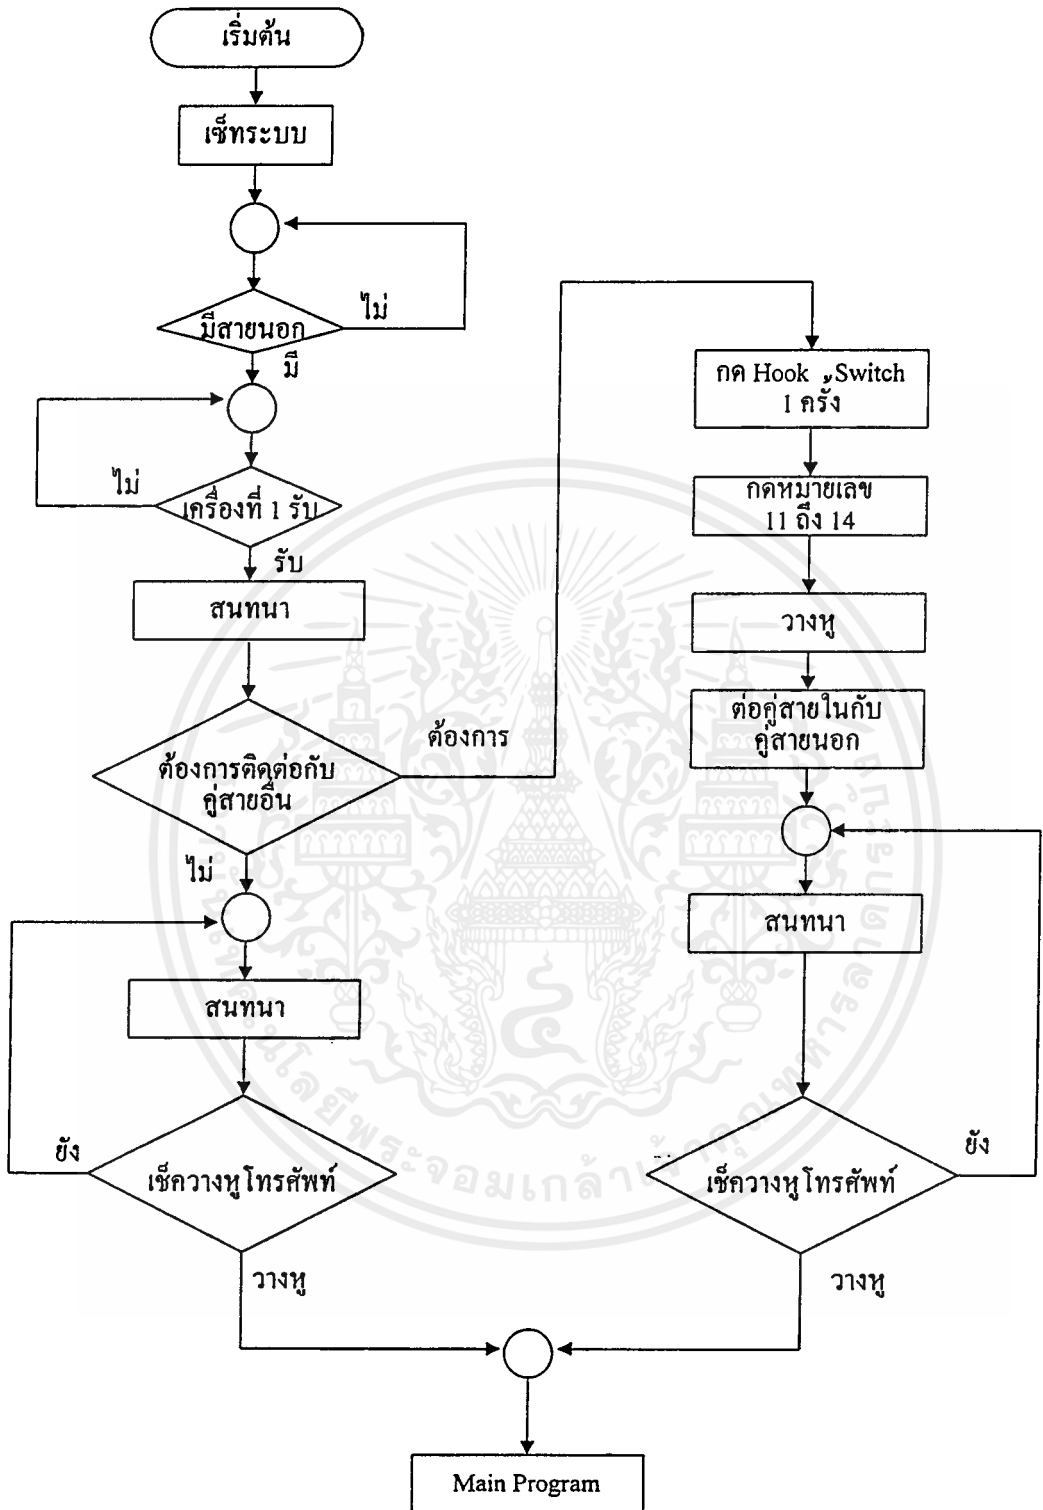 เริ่มต้น
เซ็ทระบบ
มีสายนอก
ไม่
มี
เครื่องที่ 1 รับ
ไม่
รับ
สนทนา
ต้องการติดต่อกับ
คู่สายอื่น
ต้องการ
ไม่
สนทนา
เช็ควางหูโทรศัพท์
ยัง
วางหู
กด Hook Switch
1 ครั้ง
กดหมายเลข
11 ถึง 14
วางหู
ต่อคู่สายในกับ
คู่สายนอก
สนทนา
เช็ควางหูโทรศัพท์
ยัง
วางหู
Main Program